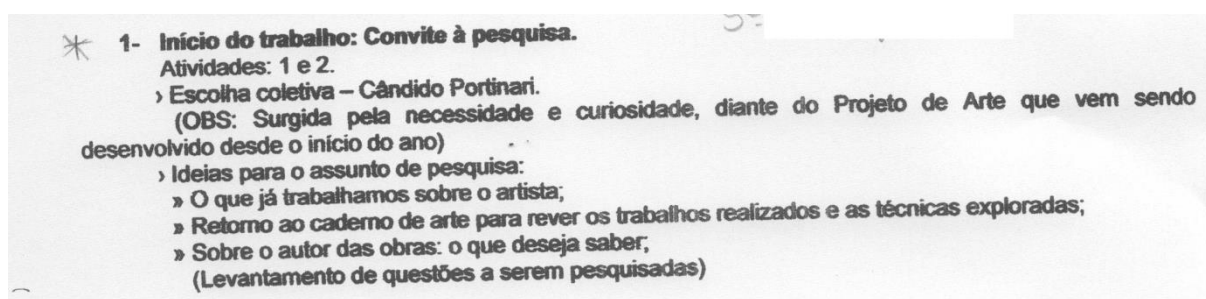 1- Início do trabalho: Convite à pesquisa.
Atividades: 1 e 2.
› Escolha coletiva – Cândido Portinari.
(OBS: Surgida pela necessidade e curiosidade, diante do Projeto de Arte que vem sendo
desenvolvido desde o início do ano)
› Ideias para o assunto de pesquisa:
» O que já trabalhamos sobre o artista;
» Retorno ao caderno de arte para rever os trabalhos realizados e as técnicas exploradas;
» Sobre o autor das obras: o que deseja saber;
(Levantamento de questões a serem pesquisadas)